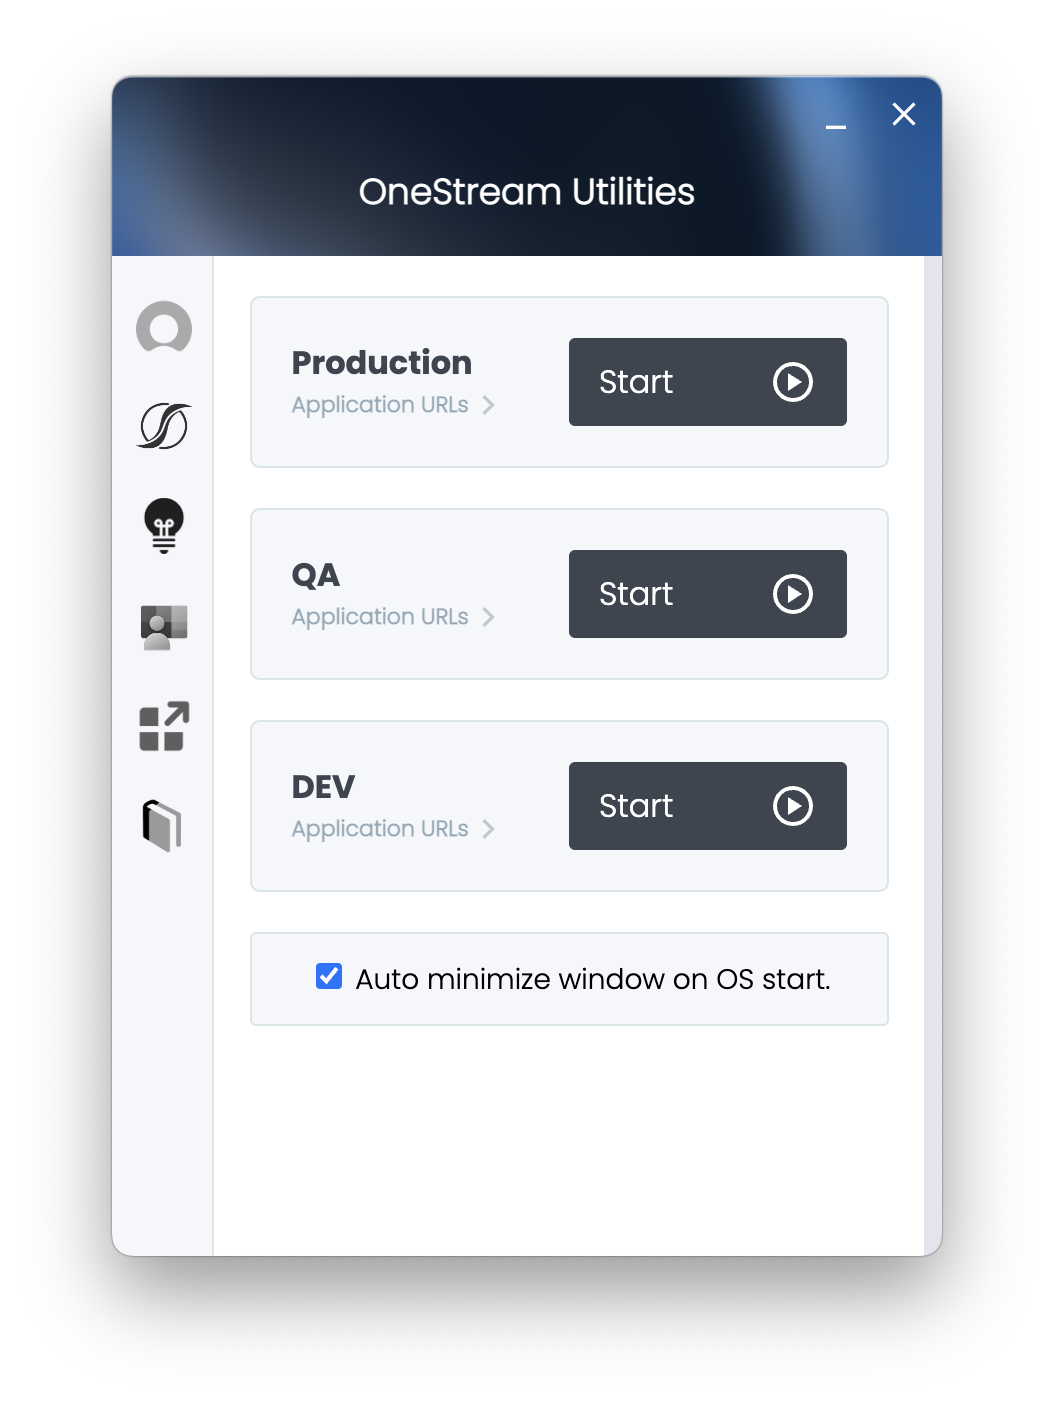 OneStream Utilities
Production
Application URLs
Start
QA
Application URLs
Start
DEV
Application URLs
Start
Auto minimize window on OS start.